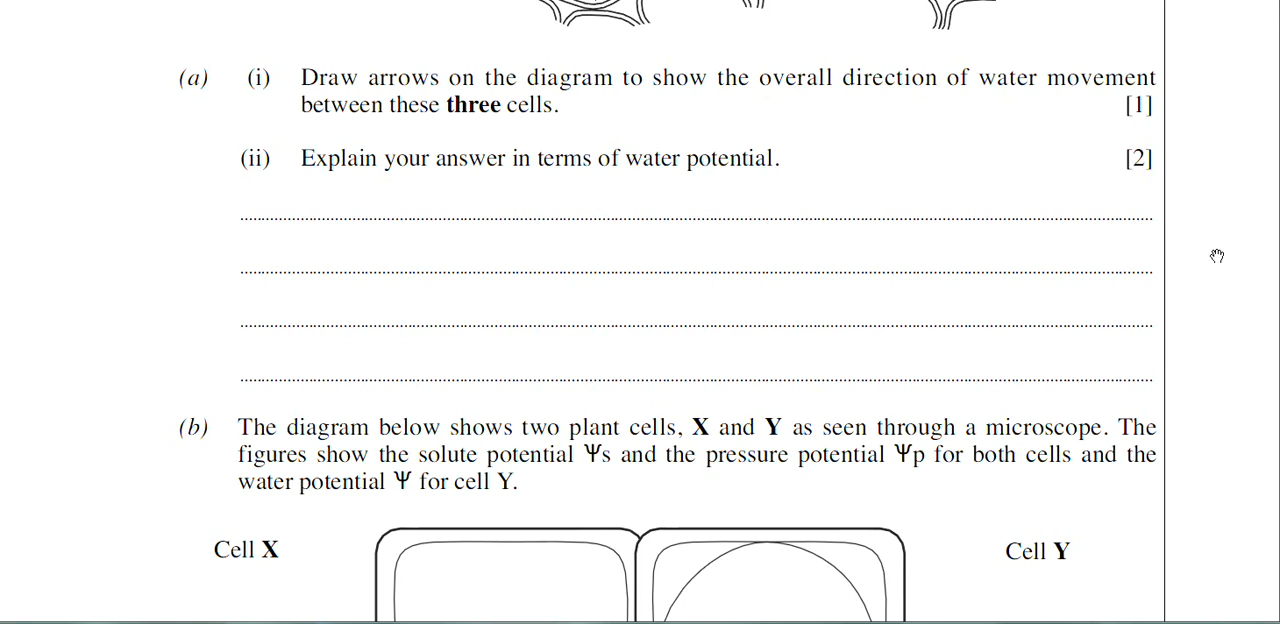 (a) (i) Draw arrows on the diagram to show the overall direction of water movement
between these three cells. [1]
(ii) Explain your answer in terms of water potential. [2]
(b) The diagram below shows two plant cells, X and Y as seen through a microscope. The
figures show the solute potential Ψs and the pressure potential Ψp for both cells and the
water potential Ψ for cell Y.
Cell X Cell Y